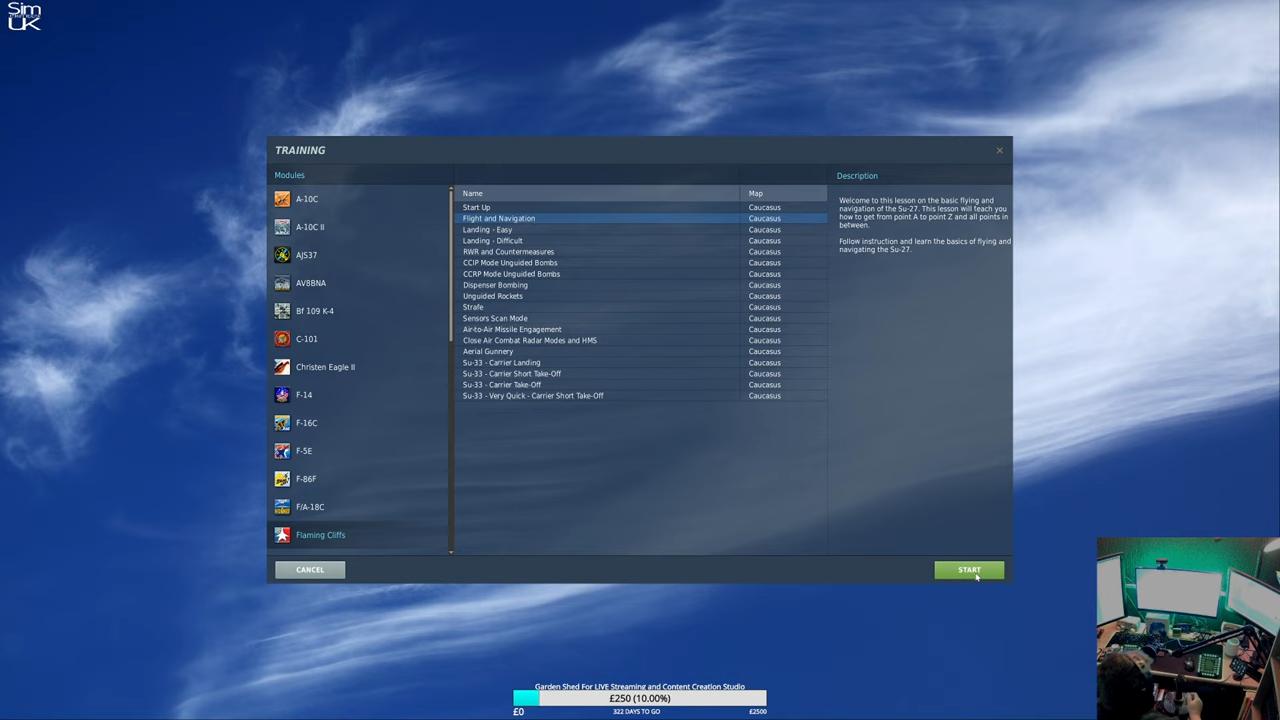 Sim
UK
TRAINING
Modules
A-10C
A-10C II
AJS37
AV8BNA
Bf 109 K-4
C-101
Christen Eagle II
F-14
F-16C
F-5E
F-86F
F/A-18C
Flaming Cliffs
Name Map
Start Up Caucasus
Flight and Navigation Caucasus
Landing - Easy Caucasus
Landing - Difficult Caucasus
RWR and Countermeasures Caucasus
CCIP Mode Unguided Bombs Caucasus
CCRP Mode Unguided Bombs Caucasus
Dispenser Bombing Caucasus
Unguided Rockets Caucasus
Strafe Caucasus
Sensors Scan Mode Caucasus
Air-to-Air Missile Engagement Caucasus
Close Air Combat Radar Modes and HMS Caucasus
Aerial Gunnery Caucasus
Su-33 - Carrier Landing Caucasus
Su-33 - Carrier Short Take-Off Caucasus
Su-33 - Carrier Take-Off Caucasus
Su-33 - Very Quick - Carrier Short Take-Off Caucasus
Description
Welcome to this lesson on the basic flying and
navigation of the Su-27. This lesson will teach you
how to get from point A to point Z and all points in
between.
Follow instruction and learn the basics of flying and
navigating the Su-27.
CANCEL
START
Garden Shed For LIVE Streaming and Content Creation Studio
£250 (10.00%)
£0 322 DAYS TO GO £2500